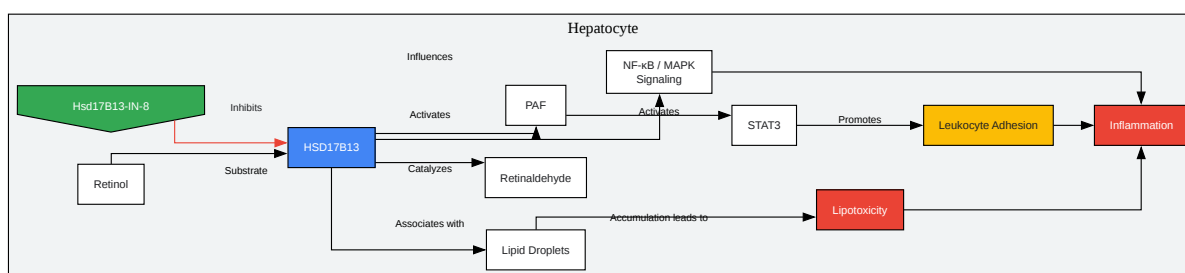 Hepatocyte
Influences
NF-κB / MAPK
Signaling
Hsd17B13-IN-8
Inhibits
PAF
Activates
Activates
STAT3
Promotes
Leukocyte Adhesion
Inflammation
HSD17B13
Retinol
Substrate
Catalyzes
Retinaldehyde
Associates with
Lipid Droplets
Accumulation leads to
Lipotoxicity